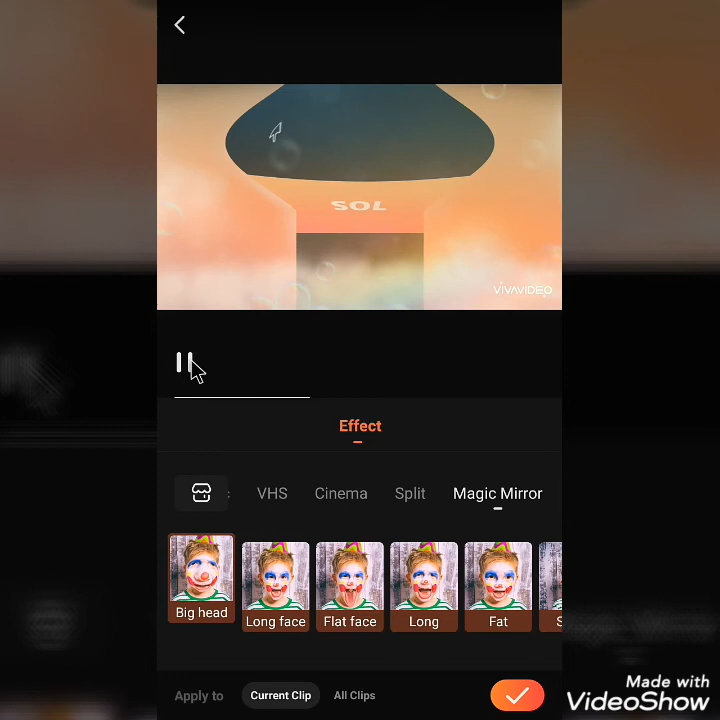 SOL
VIVAVIDEO
Effect
VHS Cinema Split Magic Mirror
Big head Long face Flat face Long Fat
Apply to Current Clip All Clips
Made with
VideoShow